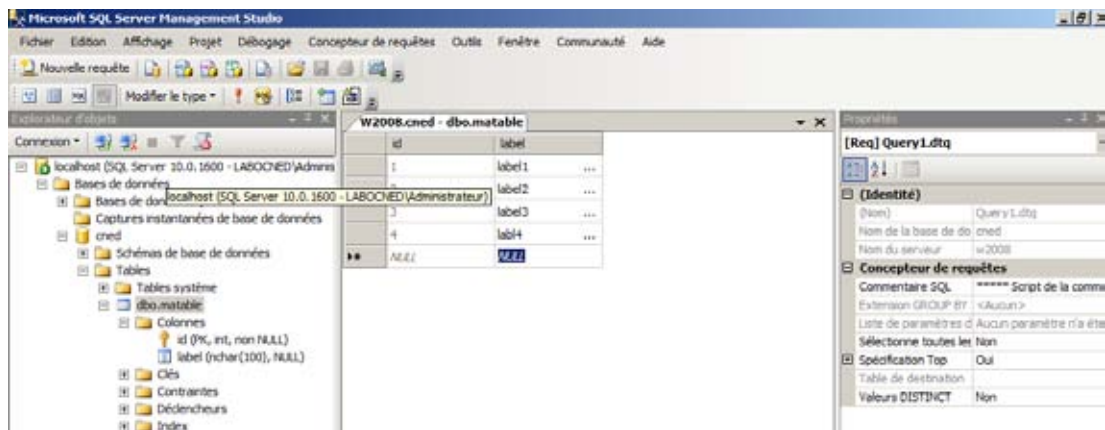 Microsoft SQL Server Management Studio
Fichier Edition Affichage Projet Débogage Concepteur de requêtes Outils Fenêtre Communauté Aide
Nouvelle requête
Modifier le type
Explorateur d'objets
Connexion
localhost (SQL Server 10.0.1600 - LABOCNED\Adminis
Bases de données
Bases de don
localhost (SQL Server 10.0.1600 - LABOCNED\Administrateur)
Captures instantanées de base de données
cned
Schémas de base de données
Tables
Tables système
dbo.matable
Colonnes
id (PK, int, non NULL)
label (nchar(100), NULL)
Clés
Contraintes
Déclencheurs
Index
W2008.cned - dbo.matable
id label
1 label1 ...
label2 ...
3 label3 ...
4 labl4 ...
NULL NULL
Propriétés
[Req] Query1.dtq
(Identité)
(Nom) Query1.dtq
Nom de la base de do cned
Nom du serveur w2008
Concepteur de requêtes
Commentaire SQL ***** Script de la comm
Extension GROUP BY <Aucun>
Liste de paramètres d Aucun paramètre n'a éte
Sélectionne toutes les Non
Spécification Top Oui
Table de destination
Valeurs DISTINCT Non